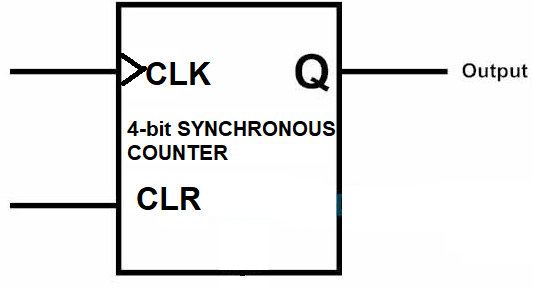 CLK
Q
Output
4-bit SYNCHRONOUS
COUNTER
CLR